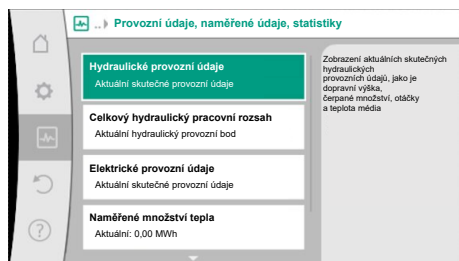 .. Provozní údaje, naměřené údaje, statistiky
Hydraulické provozní údaje
Aktuální skutečné provozní údaje
Celkový hydraulický pracovní rozsah
Aktuální hydraulický provozní bod
Elektrické provozní údaje
Aktuální skutečné provozní údaje
Naměřené množství tepla
Aktuální: 0,00 MWh
Zobrazení aktuálních skutečných
hydraulických
provozních údajů, jako je
dopravní výška,
čerpané množství, otáčky
a teplota média
?